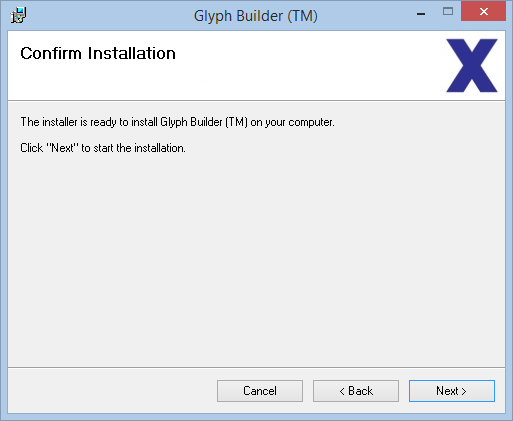 Glyph Builder (TM)
Confirm Installation
X
The installer is ready to install Glyph Builder (TM) on your computer.
Click "Next" to start the installation.
Cancel
< Back
Next >